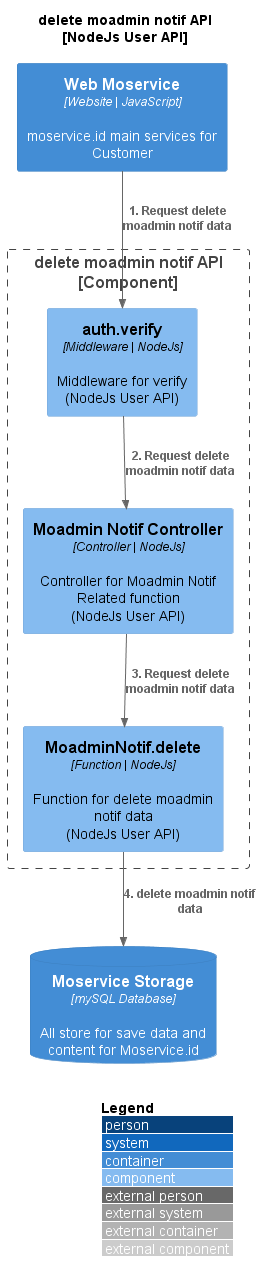 delete moadmin notif API
[NodeJs User API]
Web Moservice
[Website | JavaScript]
moservice.id main services for
Customer
1. Request delete
moadmin notif data
delete moadmin notif API
[Component]
auth.verify
[Middleware | NodeJs]
Middleware for verify
(NodeJs User API)
2. Request delete
moadmin notif data
Moadmin Notif Controller
[Controller | NodeJs]
Controller for Moadmin Notif
Related function
(NodeJs User API)
3. Request delete
moadmin notif data
MoadminNotif.delete
[Function | NodeJs]
Function for delete moadmin
notif data
(NodeJs User API)
4. delete moadmin notif
data
Moservice Storage
[mySQL Database]
All store for save data and
content for Moservice.id
Legend
person
system
container
component
external person
external system
external container
external component